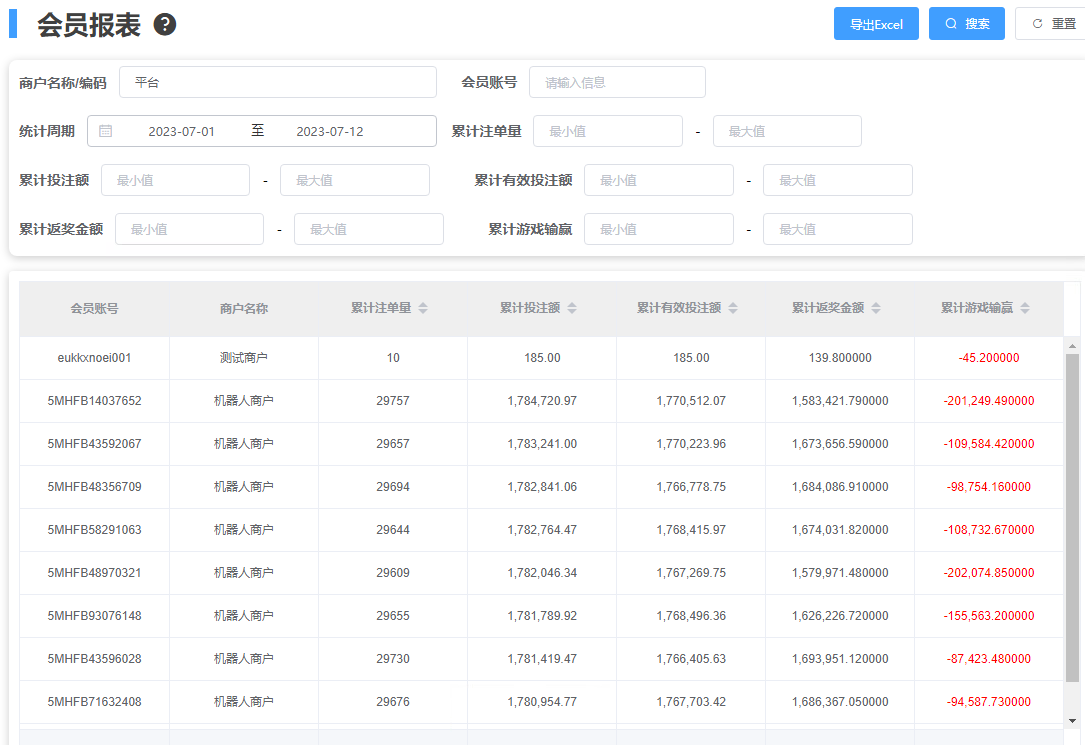 会员报表 ? 导出Excel 搜索 重置
商户名称/编码 平台 会员账号 请输入信息
统计周期 2023-07-01 至 2023-07-12 累计注单量 最小值 - 最大值
累计投注额 最小值 - 最大值 累计有效投注额 最小值 - 最大值
累计返奖金额 最小值 - 最大值 累计游戏输赢 最小值 - 最大值
会员账号 商户名称 累计注单量 累计投注额 累计有效投注额 累计返奖金额 累计游戏输赢
eukkxnoei001 测试商户 10 185.00 185.00 139.800000 -45.200000
5MHFB14037652 机器人商户 29757 1,784,720.97 1,770,512.07 1,583,421.790000 -201,249.490000
5MHFB43592067 机器人商户 29657 1,783,241.00 1,770,223.96 1,673,656.590000 -109,584.420000
5MHFB48356709 机器人商户 29694 1,782,841.06 1,766,778.75 1,684,086.910000 -98,754.160000
5MHFB58291063 机器人商户 29644 1,782,764.47 1,768,415.97 1,674,031.820000 -108,732.670000
5MHFB48970321 机器人商户 29609 1,782,046.34 1,767,269.75 1,579,971.480000 -202,074.850000
5MHFB93076148 机器人商户 29655 1,781,789.92 1,768,496.36 1,626,226.720000 -155,563.200000
5MHFB43596028 机器人商户 29730 1,781,419.47 1,766,405.63 1,693,951.120000 -87,423.480000
5MHFB71632408 机器人商户 29676 1,780,954.77 1,767,703.42 1,686,367.050000 -94,587.730000